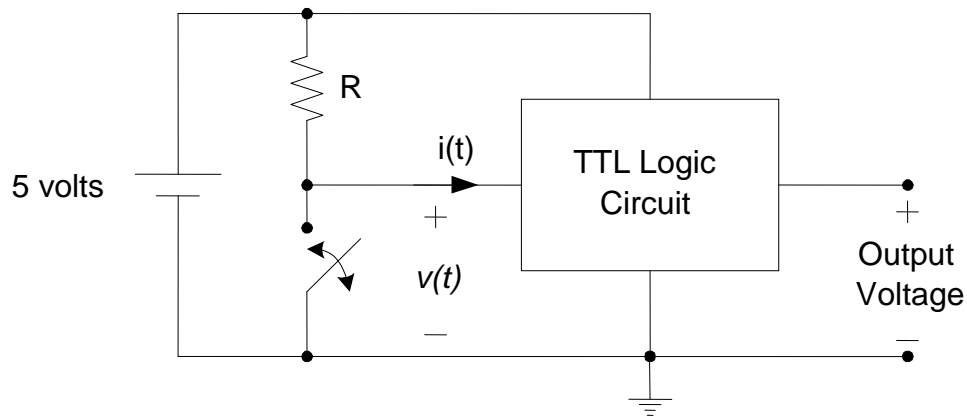 R
i(t)
TTL Logic
Circuit
5 volts
+
v(t)
−
+
Output
Voltage
−